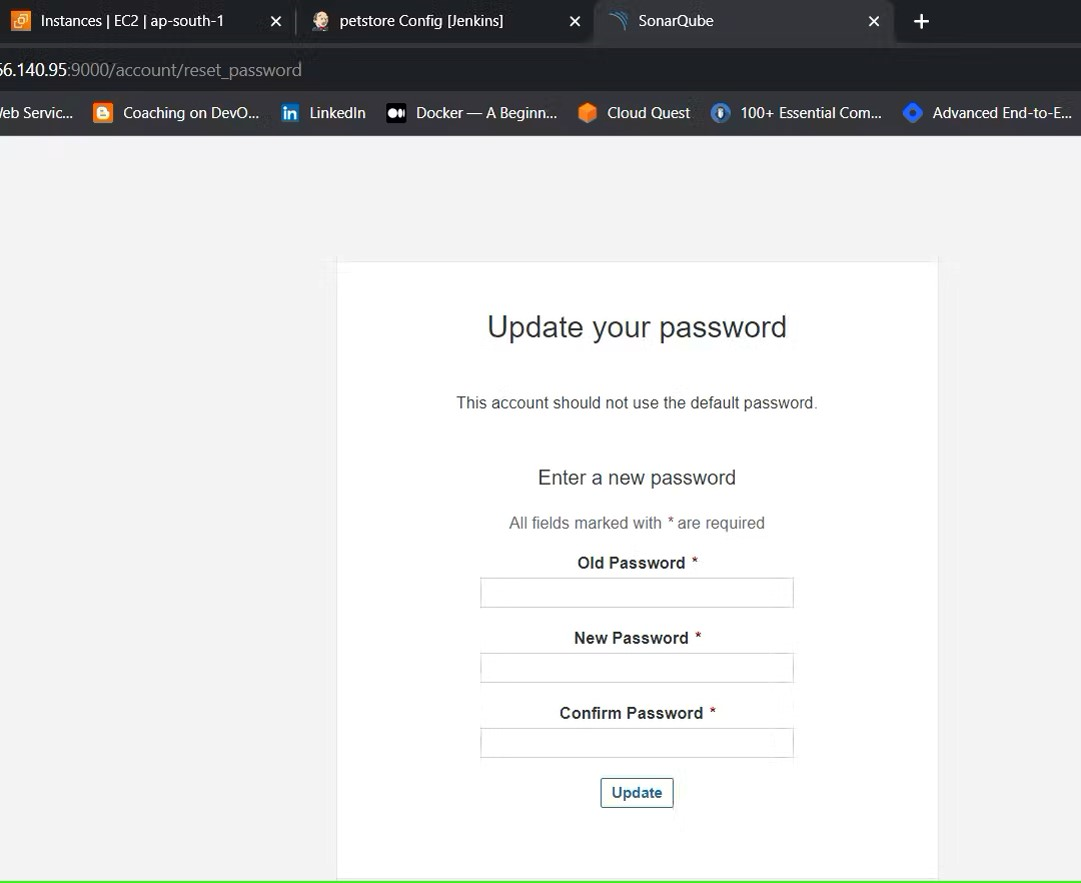 Instances | EC2 | ap-south-1
petstore Config [Jenkins]
SonarQube
56.140.95:9000/account/reset_password
Web Servic...
Coaching on DevO...
LinkedIn
Docker — A Beginn...
Cloud Quest
100+ Essential Com...
Advanced End-to-E...
Update your password
This account should not use the default password.
Enter a new password
All fields marked with * are required
Old Password *
New Password *
Confirm Password *
Update